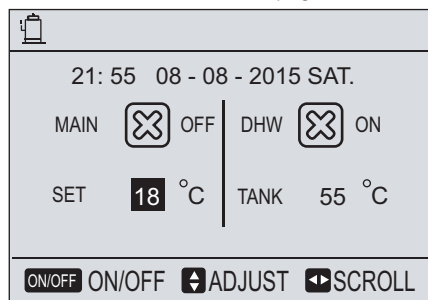 21: 55 08 - 08 - 2015 SAT.
MAIN OFF DHW ON
SET 18 °C TANK 55 °C
ON/OFF ON/OFF ADJUST SCROLL